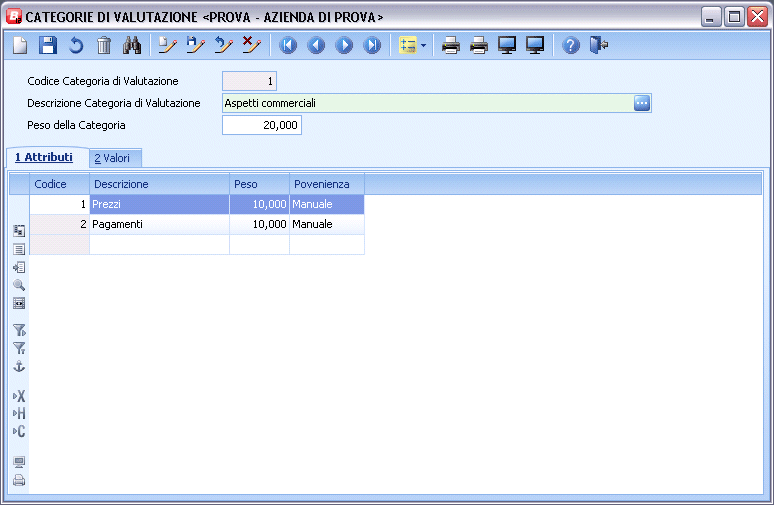 CATEGORIE DI VALUTAZIONE <PROVA - AZIENDA DI PROVA>
Codice Categoria di Valutazione 1
Descrizione Categoria di Valutazione Aspetti commerciali ...
Peso della Categoria 20,000
1 Attributi 2 Valori
Codice Descrizione Peso Povenienza
1 Prezzi 10,000 Manuale
2 Pagamenti 10,000 Manuale
X
H
C